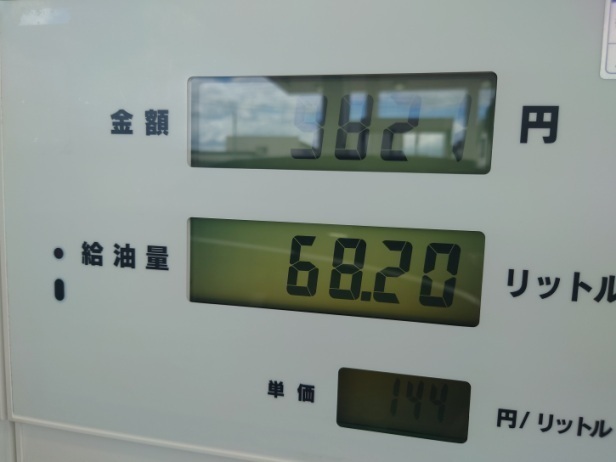 金額 9821 円
給油量 68.20 リットル
単価 144 円/リットル